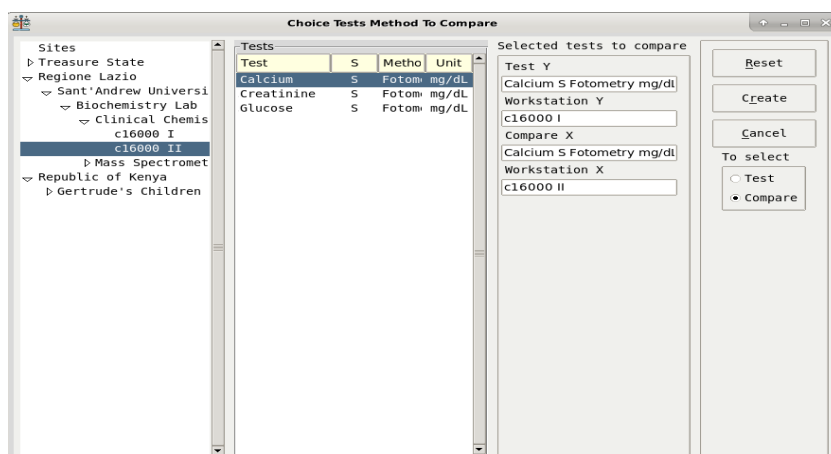 Choice Tests Method To Compare
Sites
Treasure State
Regione Lazio
Sant'Andrew Universi
Biochemistry Lab
Clinical Chemis
c16000 I
c16000 II
Mass Spectromet
Republic of Kenya
Gertrude's Children
Tests
Test S Metho Unit
Calcium S Fotom mg/dL
Creatinine S Fotom mg/dL
Glucose S Fotom mg/dL
Selected tests to compare
Test Y
Calcium S Fotometry mg/dL
Workstation Y
c16000 I
Compare X
Calcium S Fotometry mg/dL
Workstation X
c16000 II
Reset
Create
Cancel
To select
Test
Compare